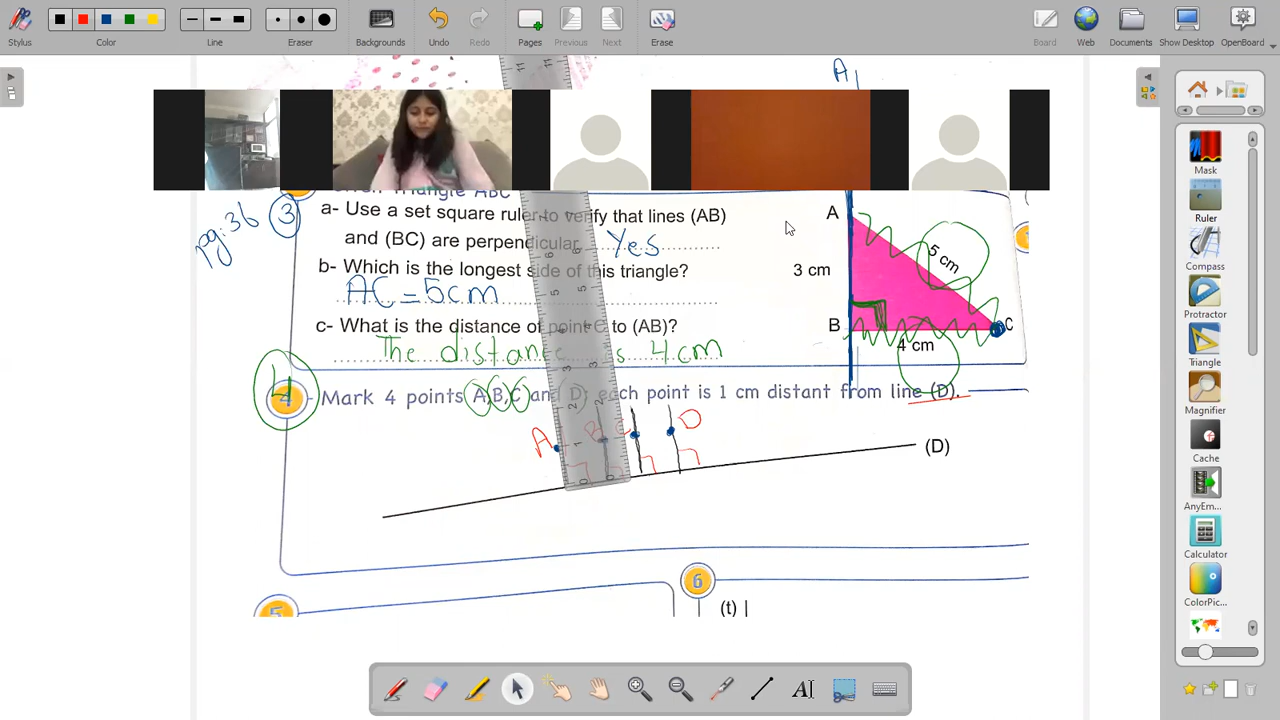 Stylus Color Line Eraser Backgrounds Undo Redo Pages Previous Next Erase Board Web Documents Show Desktop OpenBoard
A
pg:36 3
a- Use a set square ruler to verify that lines (AB)
and (BC) are perpendicular. Yes
b- Which is the longest side of this triangle?
AC = 5cm
c- What is the distance of point C to (AB)?
The distance is 4 cm
A
3 cm
5 cm
B
C
4 cm
4 - Mark 4 points A,B,C and D; each point is 1 cm distant from line (D).
A B C D
(D)
5
6
(t)
Mask
Ruler
Compass
Protractor
Triangle
Magnifier
Cache
AnyEm...
Calculator
ColorPic...